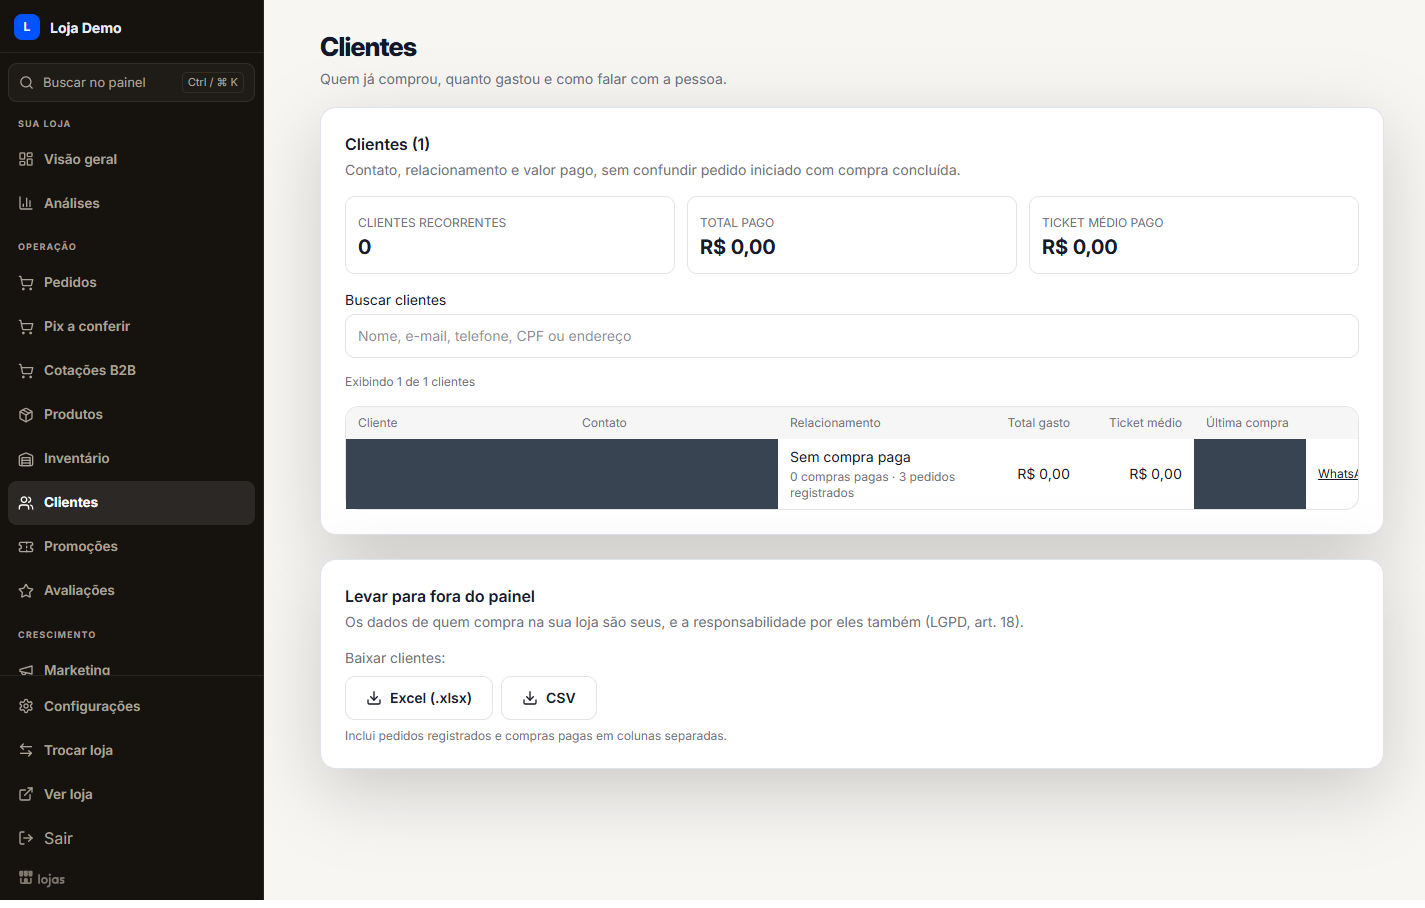 L
Loja Demo
Buscar no painel
Ctrl / ⌘ K
SUA LOJA
Visão geral
Análises
OPERAÇÃO
Pedidos
Pix a conferir
Cotações B2B
Produtos
Inventário
Clientes
Promoções
Avaliações
CRESCIMENTO
Marketing
Configurações
Trocar loja
Ver loja
Sair
lojas
Clientes
Quem já comprou, quanto gastou e como falar com a pessoa.
Clientes (1)
Contato, relacionamento e valor pago, sem confundir pedido iniciado com compra concluída.
CLIENTES RECORRENTES
0
TOTAL PAGO
R$ 0,00
TICKET MÉDIO PAGO
R$ 0,00
Buscar clientes
Nome, e-mail, telefone, CPF ou endereço
Exibindo 1 de 1 clientes
Cliente Contato Relacionamento Total gasto Ticket médio Última compra
Sem compra paga
0 compras pagas · 3 pedidos
registrados
R$ 0,00
R$ 0,00
Levar para fora do painel
Os dados de quem compra na sua loja são seus, e a responsabilidade por eles também (LGPD, art. 18).
Baixar clientes:
Excel (.xlsx)
CSV
Inclui pedidos registrados e compras pagas em colunas separadas.